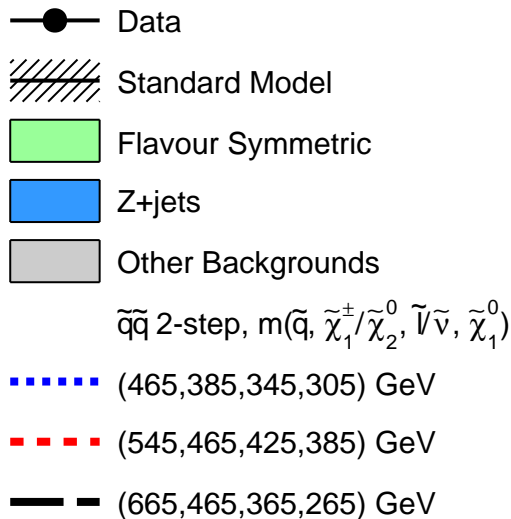 Data
Standard Model
Flavour Symmetric
Z+jets
Other Backgrounds
q̃q̃ 2-step, m(q̃, χ̃₁^±/χ̃₂⁰, l̃/ν̃, χ̃₁⁰)
(465,385,345,305) GeV
(545,465,425,385) GeV
(665,465,365,265) GeV